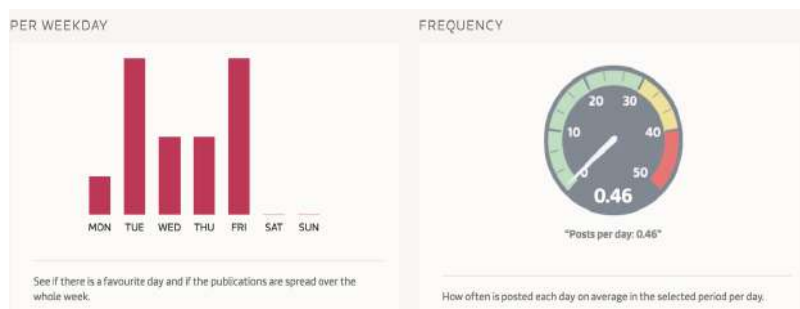 PER WEEKDAY
MON TUE WED THU FRI SAT SUN
See if there is a favourite day and if the publications are spread over the
whole week.
FREQUENCY
20 30
10 40
0 50
0.46
"Posts per day: 0.46"
How often is posted each day on average in the selected period per day.